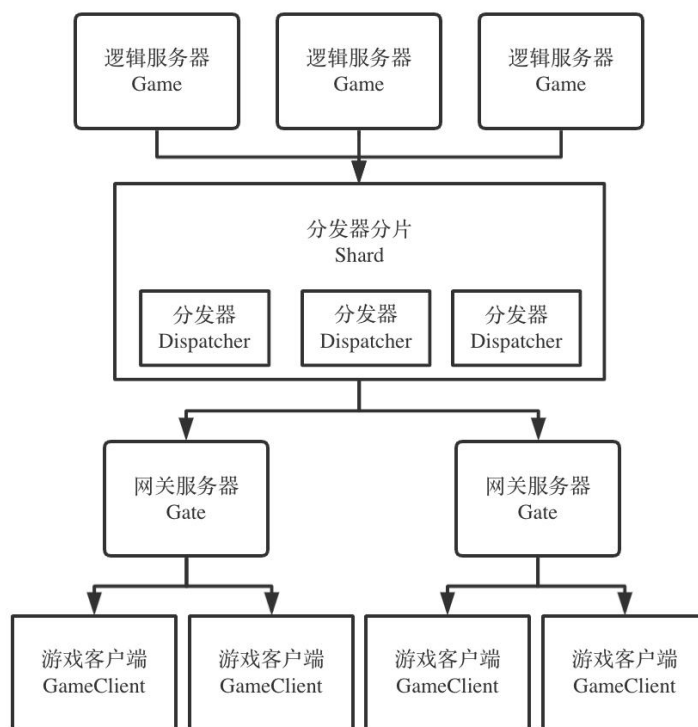 逻辑服务器
Game
逻辑服务器
Game
逻辑服务器
Game
分发器分片
Shard
分发器
Dispatcher
分发器
Dispatcher
分发器
Dispatcher
网关服务器
Gate
网关服务器
Gate
游戏客户端
GameClient
游戏客户端
GameClient
游戏客户端
GameClient
游戏客户端
GameClient